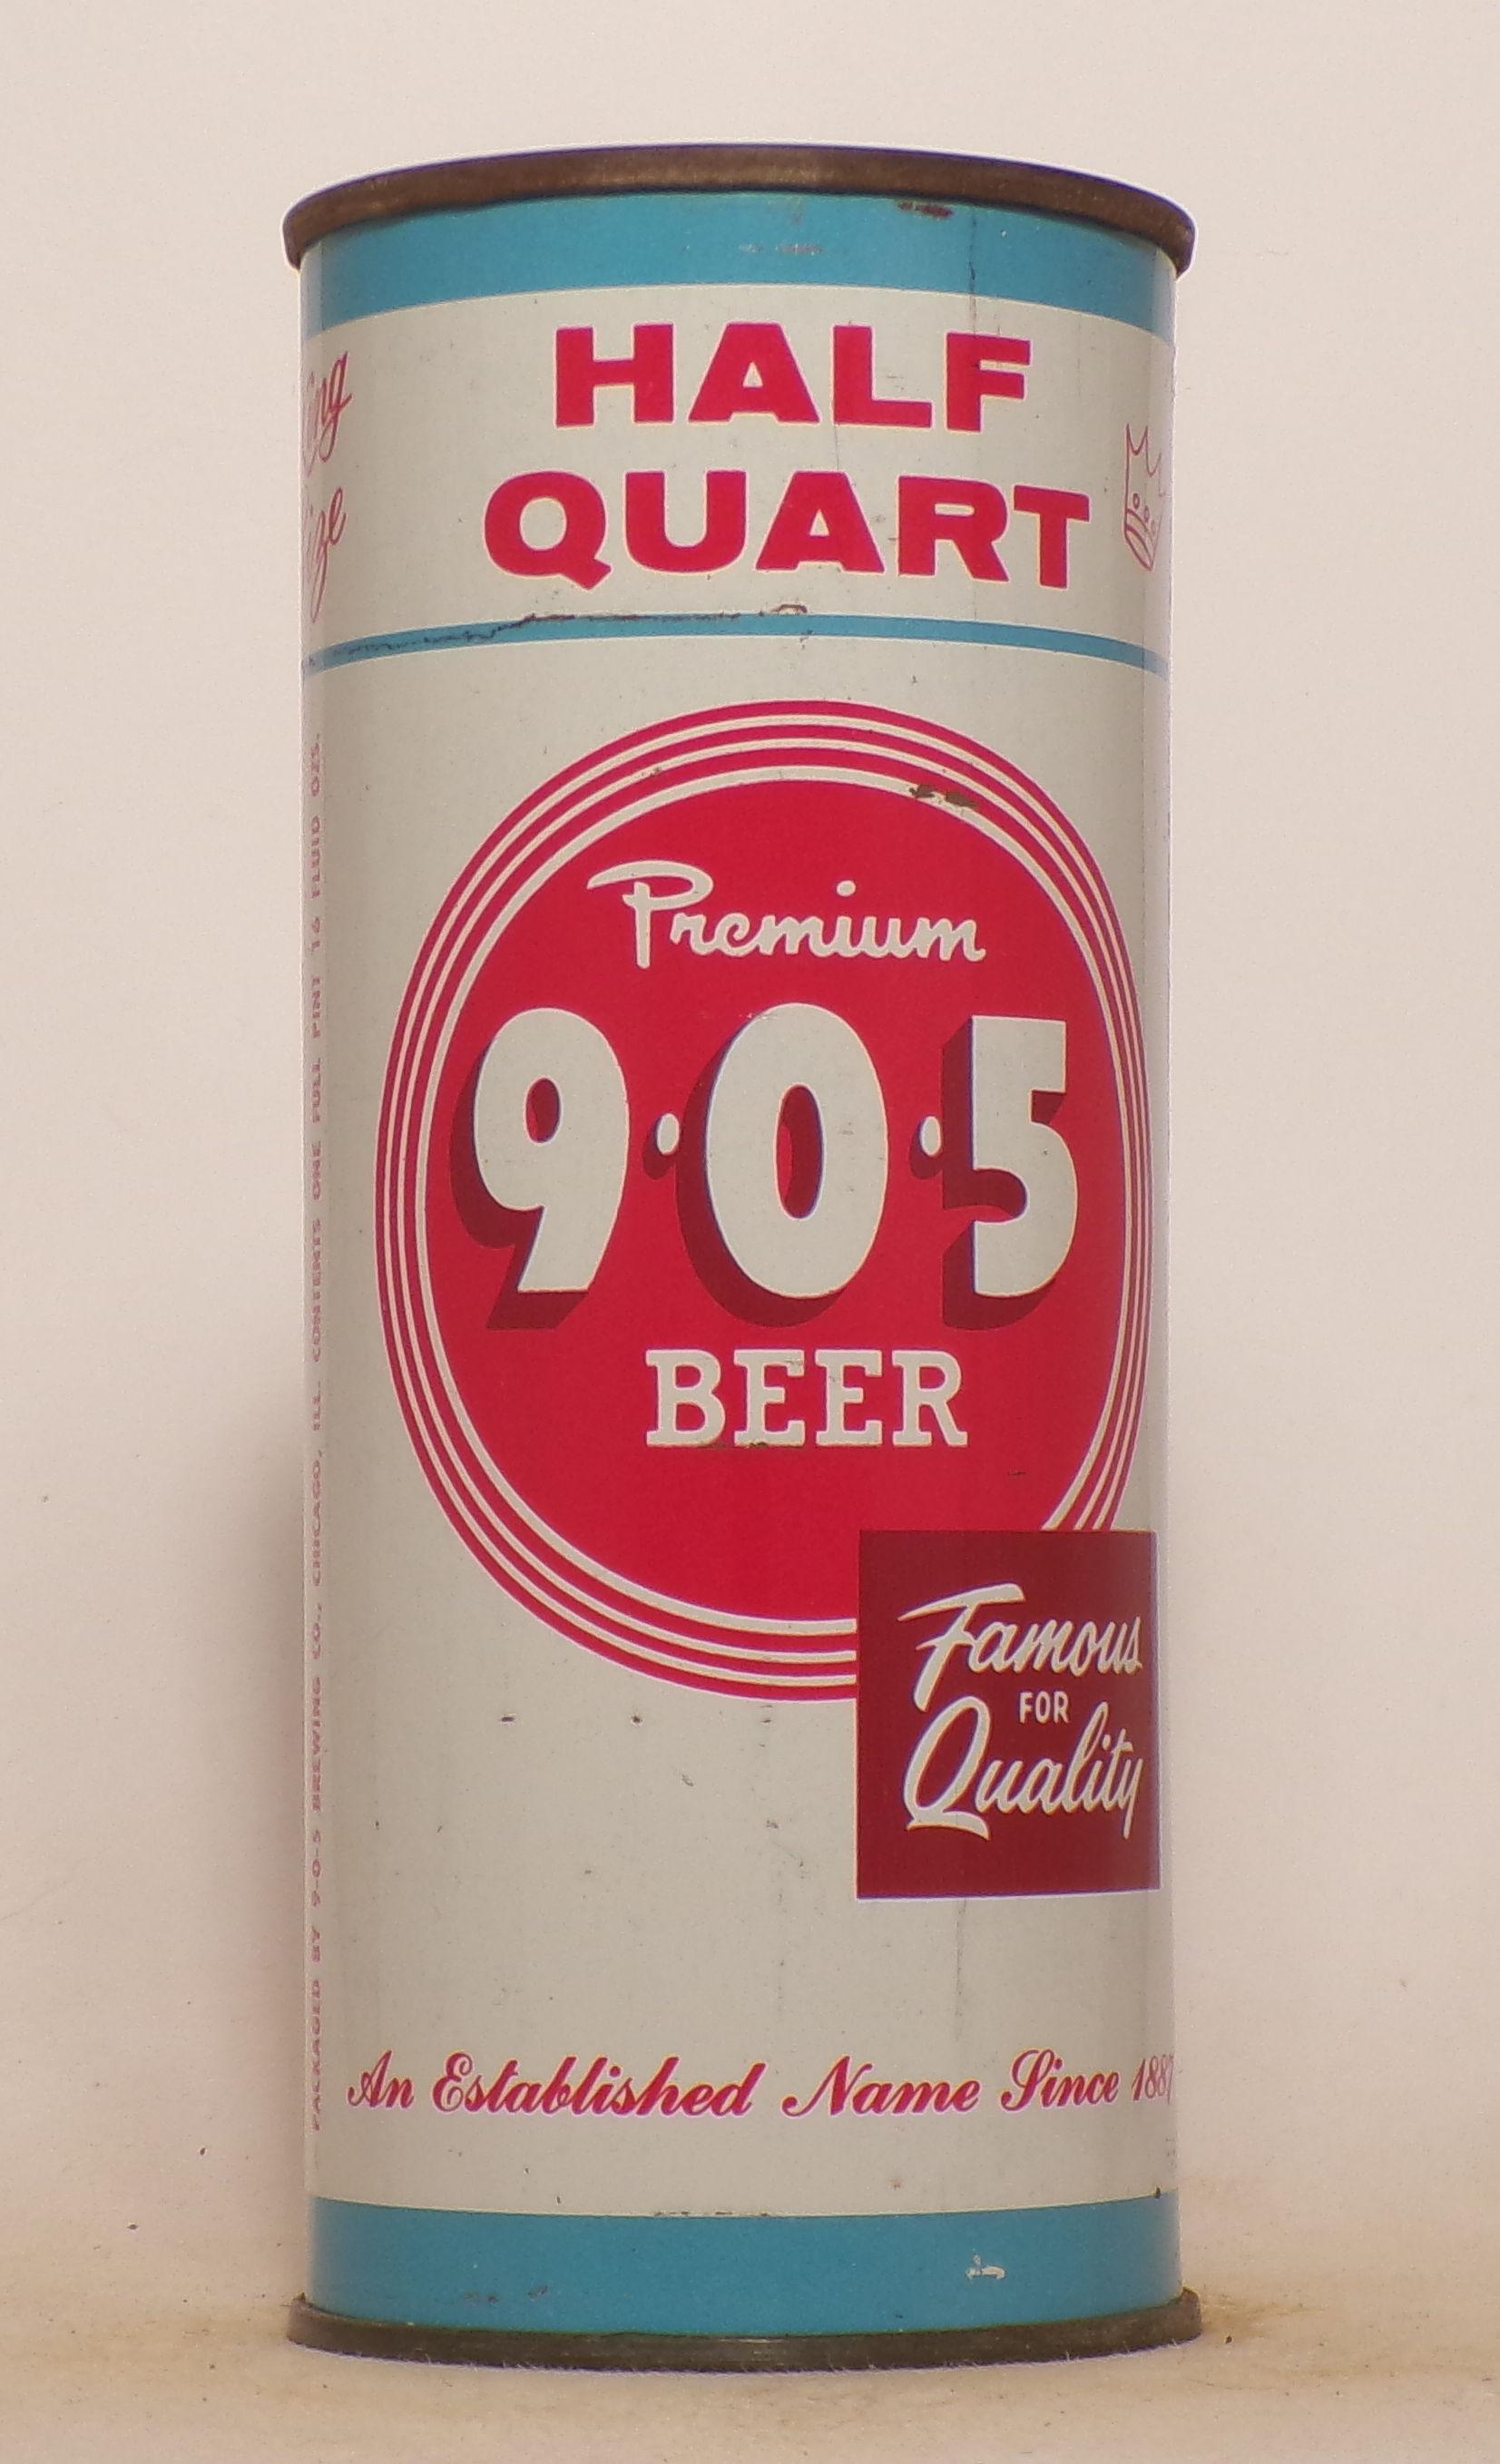 HALF
QUART
Premium
9·0·5
BEER
Famous
FOR
Quality
An Established Name Since 1887
PACKAGED BY 9-0-5 BREWING CO., CHICAGO, ILL. CONTENTS ONE FULL PINT 16 FLUID OZS.